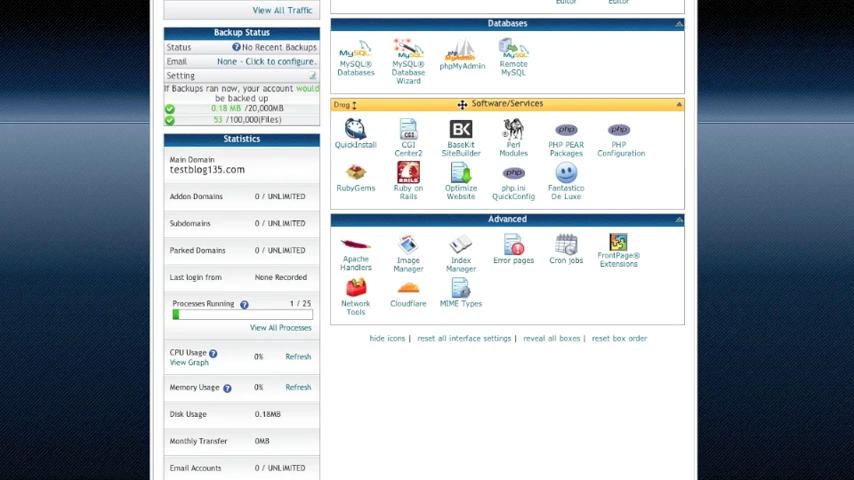 View All Traffic
Backup Status
Status No Recent Backups
Email None - Click to configure.
Setting
If Backups ran now, your account would
be backed up
0.18 MB /20,000MB
53 /100,000(Files)
Statistics
Main Domain
testblog135.com
Addon Domains 0 / UNLIMITED
Subdomains 0 / UNLIMITED
Parked Domains 0 / UNLIMITED
Last login from None Recorded
Processes Running 1 / 25
View All Processes
CPU Usage 0% Refresh
View Graph
Memory Usage 0% Refresh
Disk Usage 0.18MB
Monthly Transfer 0MB
Email Accounts 0 / UNLIMITED
Editor Editor
Databases
MySQL® Databases
MySQL® Database Wizard
phpMyAdmin
Remote MySQL
Drag Software/Services
QuickInstall
CGI Center2
BaseKit SiteBuilder
Perl Modules
PHP PEAR Packages
PHP Configuration
RubyGems
Ruby on Rails
Optimize Website
php.ini QuickConfig
Fantastico De Luxe
Advanced
Apache Handlers
Image Manager
Index Manager
Error pages
Cron jobs
FrontPage® Extensions
Network Tools
Cloudflare
MIME Types
hide icons | reset all interface settings | reveal all boxes | reset box order